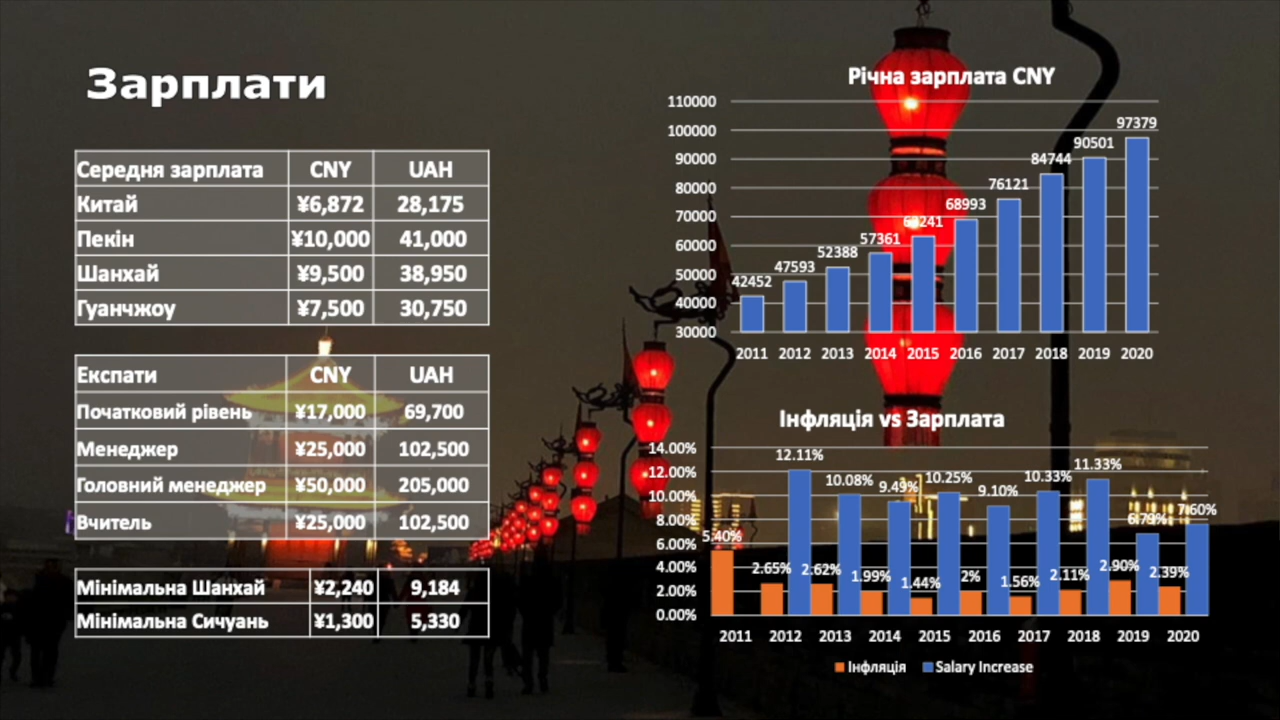 Зарплати
Середня зарплата CNY UAH
Китай ¥6,872 28,175
Пекін ¥10,000 41,000
Шанхай ¥9,500 38,950
Гуанчжоу ¥7,500 30,750
Експати CNY UAH
Початковий рівень ¥17,000 69,700
Менеджер ¥25,000 102,500
Головний менеджер ¥50,000 205,000
Вчитель ¥25,000 102,500
Мінімальна Шанхай ¥2,240 9,184
Мінімальна Сичуань ¥1,300 5,330
Річна зарплата CNY
110000
100000
90000
80000
70000
60000
50000
40000
30000
42452 47593 52388 57361 68993 76121 84744 90501 97379
2011 2012 2013 2014 2015 2016 2017 2018 2019 2020
Інфляція vs Зарплата
14.00%
12.00%
10.00%
8.00%
6.00%
4.00%
2.00%
0.00%
12.11% 10.08% 9.49% 10.25% 9.10% 10.33% 11.33% 6.79% 7.60%
5.40% 2.65% 2.62% 1.99% 1.44% 2% 1.56% 2.11% 2.90% 2.39%
2011 2012 2013 2014 2015 2016 2017 2018 2019 2020
Інфляція Salary Increase